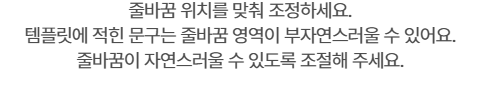 줄바꿈 위치를 맞춰 조정하세요.
템플릿에 적힌 문구는 줄바꿈 영역이 부자연스러울 수 있어요.
줄바꿈이 자연스러울 수 있도록 조절해 주세요.